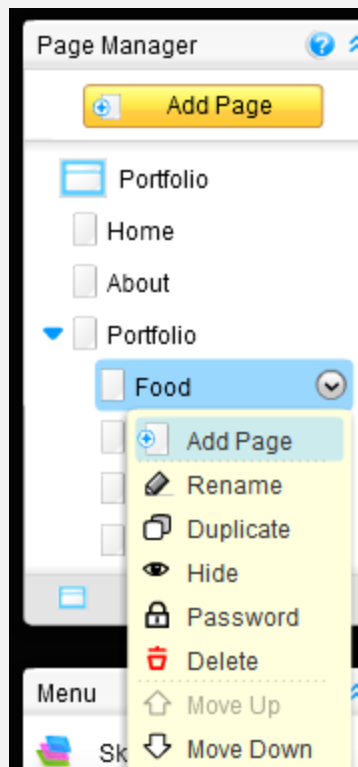 Page Manager
Add Page
Portfolio
Home
About
Portfolio
Food
Add Page
Rename
Duplicate
Hide
Password
Delete
Move Up
Menu
Move Down